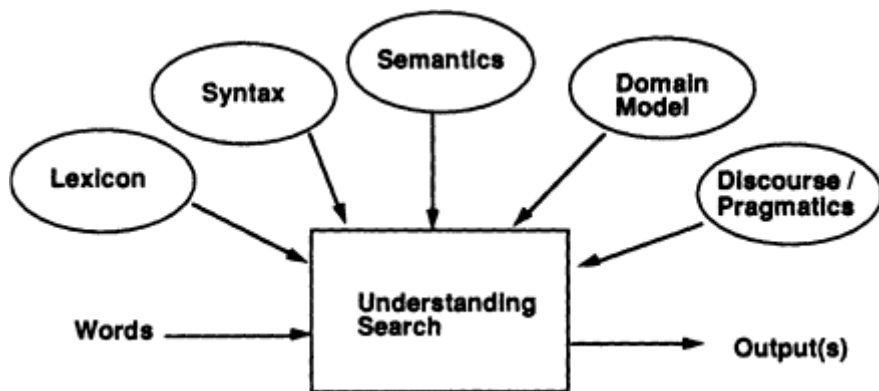 Semantics
Syntax
Domain
Model
Lexicon
Discourse /
Pragmatics
Understanding
Search
Words
Output(s)